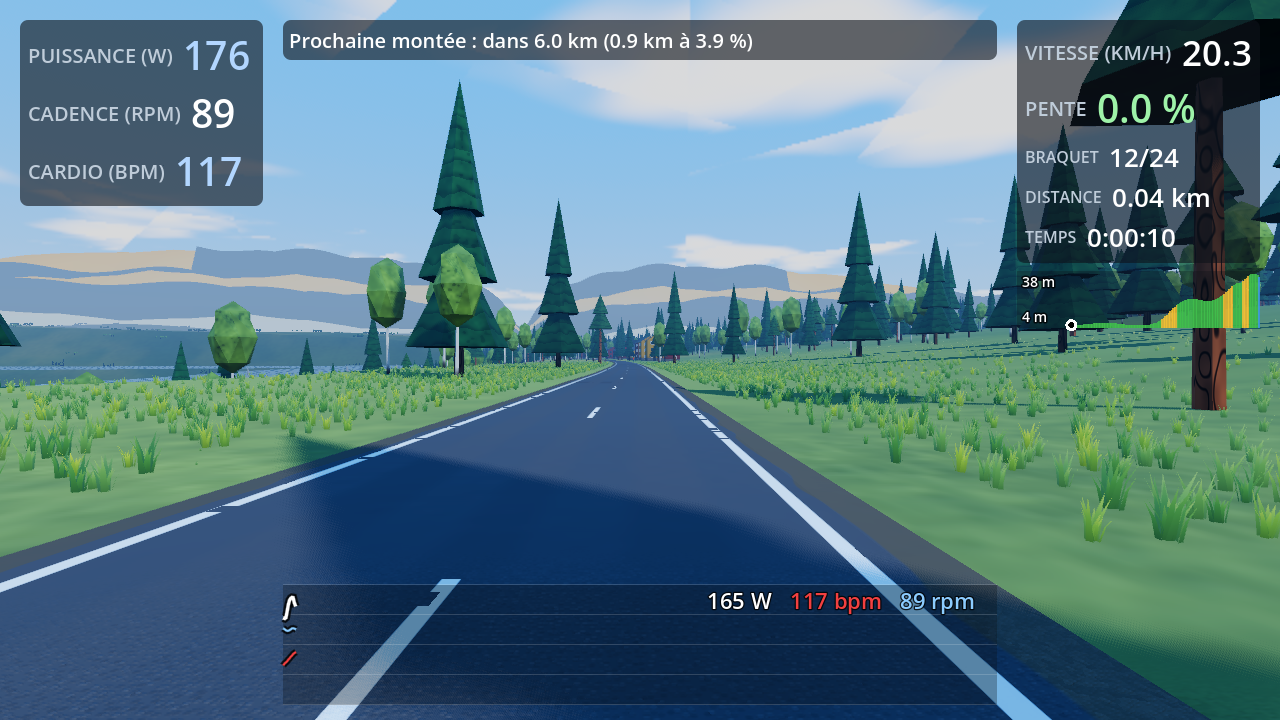 PUISSANCE (W) 176
CADENCE (RPM) 89
CARDIO (BPM) 117
Prochaine montée : dans 6.0 km (0.9 km à 3.9 %)
VITESSE (KM/H) 20.3
PENTE 0.0 %
BRAQUET 12/24
DISTANCE 0.04 km
TEMPS 0:00:10
38 m
4 m
165 W 117 bpm 89 rpm